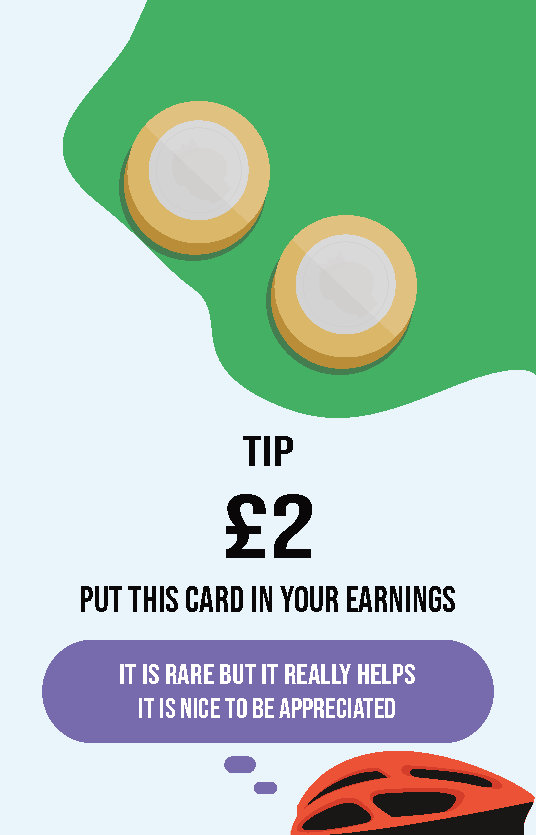 TIP
£2
PUT THIS CARD IN YOUR EARNINGS
IT IS RARE BUT IT REALLY HELPS
IT IS NICE TO BE APPRECIATED